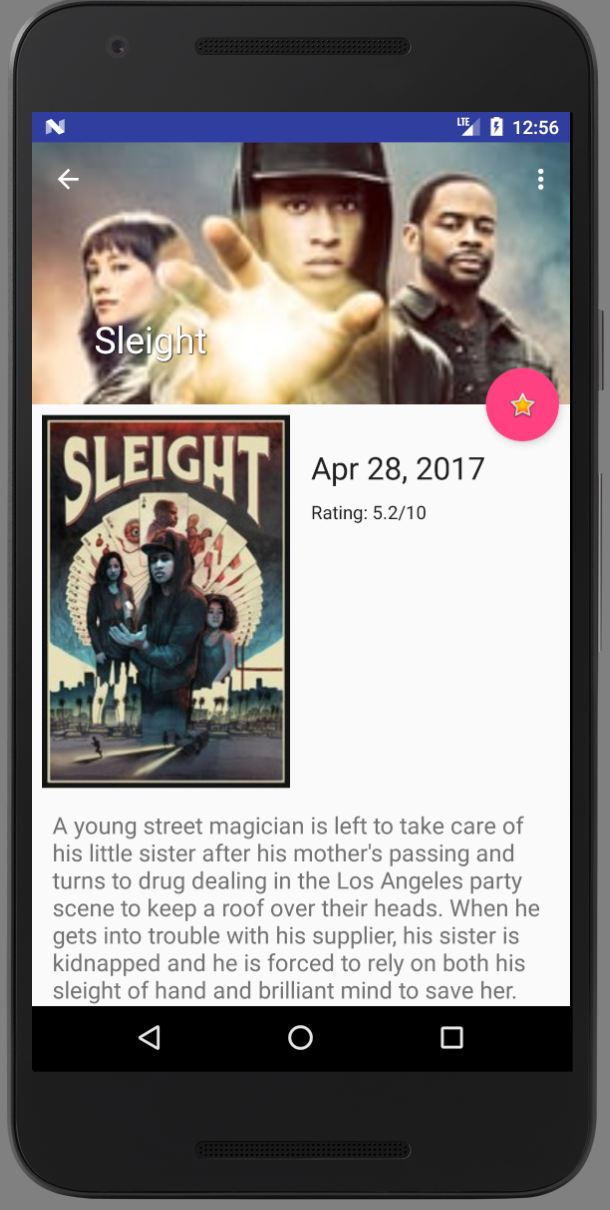 LTE 12:56
Sleight
SLEIGHT
Apr 28, 2017
Rating: 5.2/10
A young street magician is left to take care of
his little sister after his mother's passing and
turns to drug dealing in the Los Angeles party
scene to keep a roof over their heads. When he
gets into trouble with his supplier, his sister is
kidnapped and he is forced to rely on both his
sleight of hand and brilliant mind to save her.